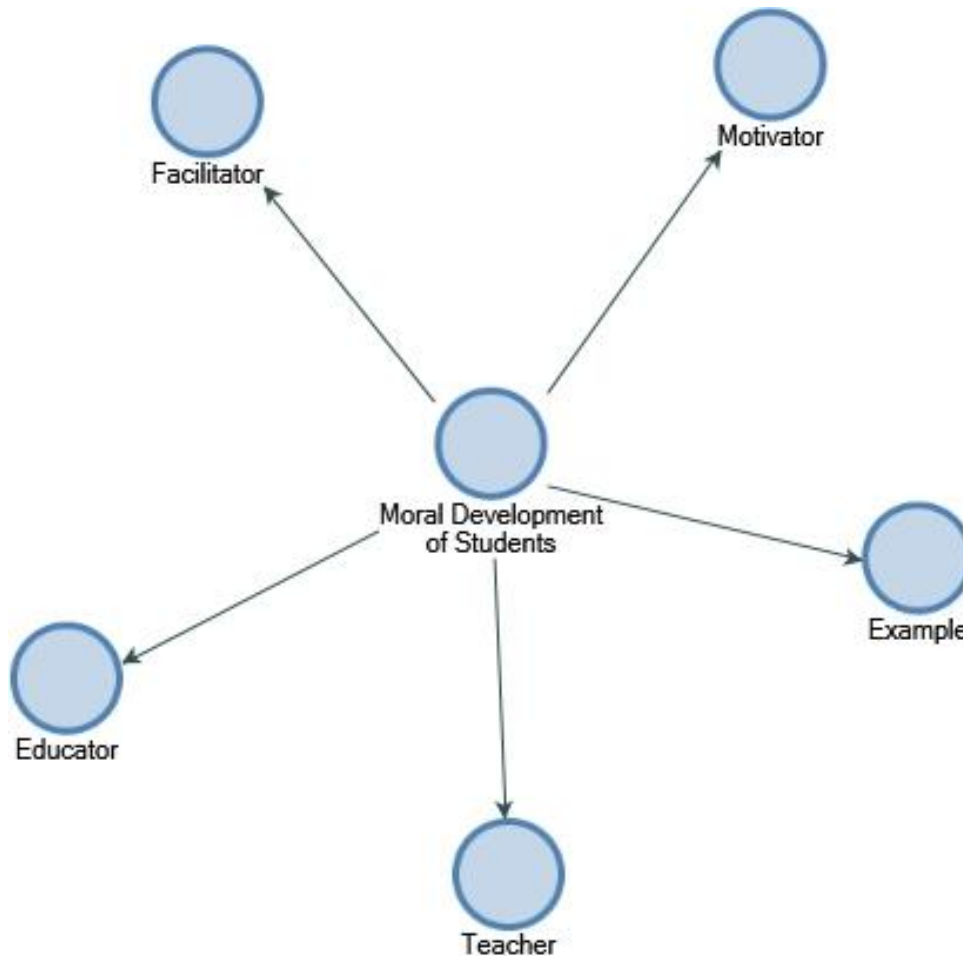 Motivator
Facilitator
Moral Development
of Students
Example
Educator
Teacher